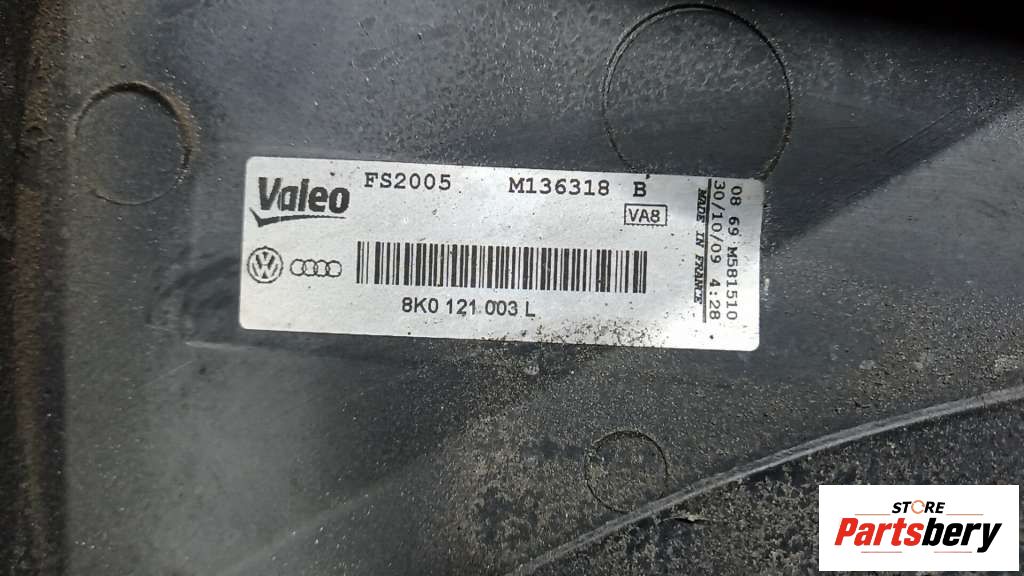 Valeo
FS2005 M136318 B
VA8
8K0 121 003 L
08 69 M581510
30/10/09 4:28
MADE IN FRANCE
STORE
Partsbery